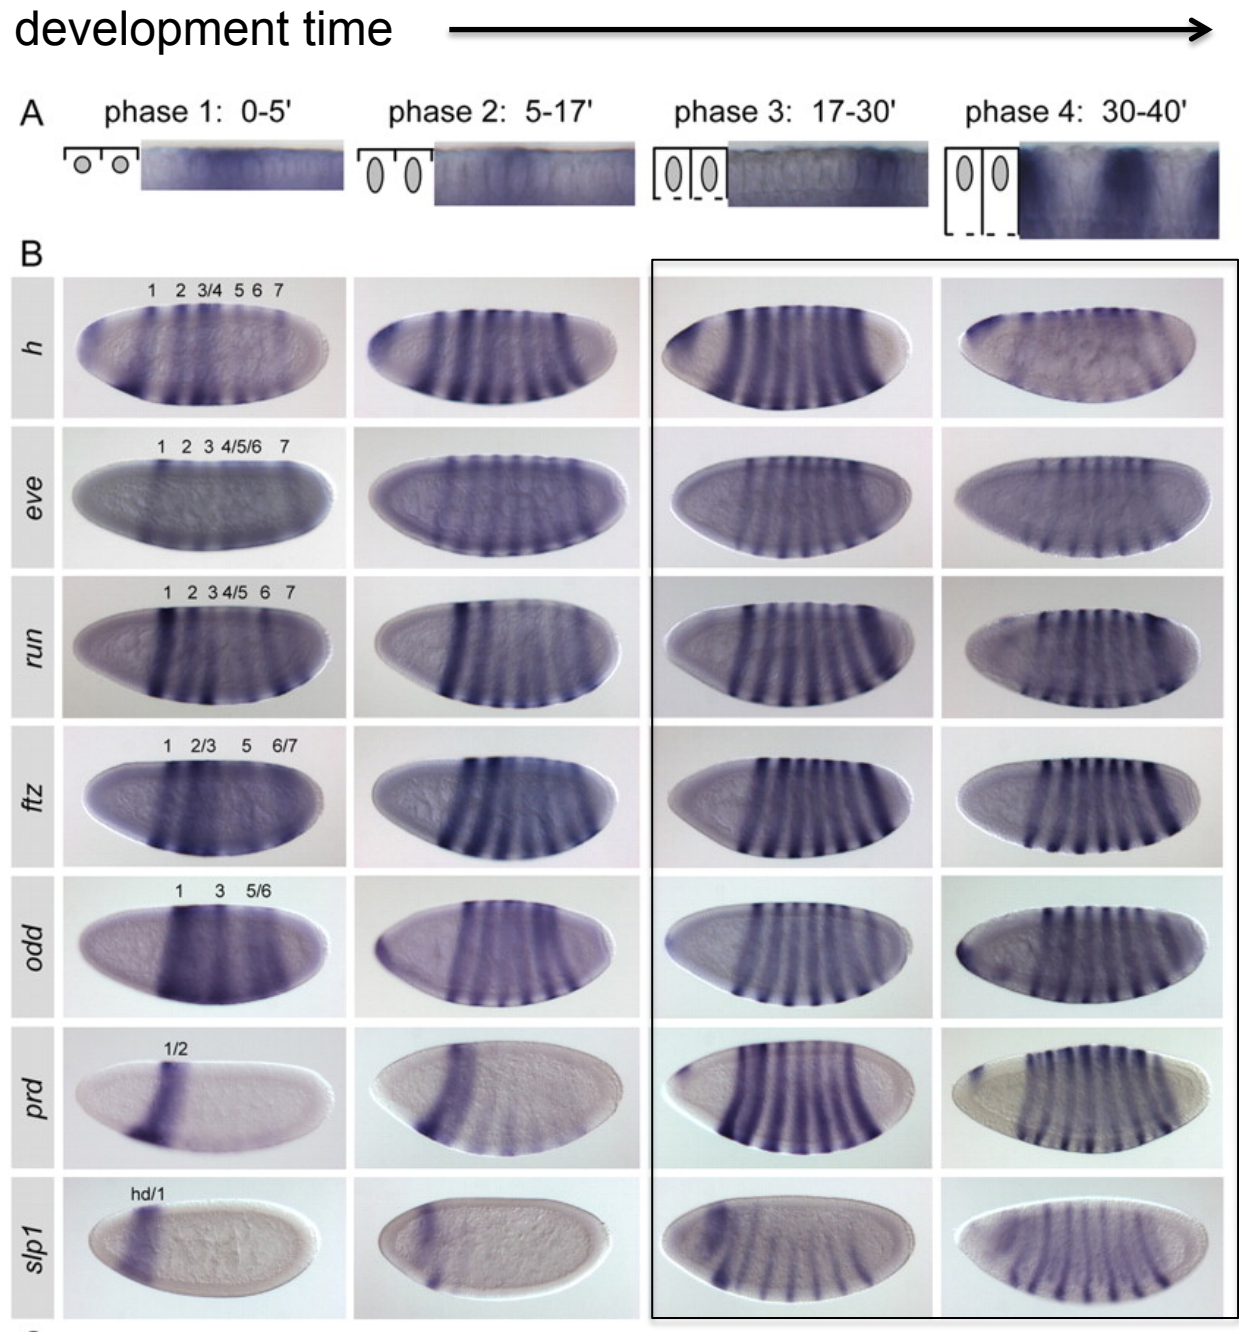 development time
A phase 1: 0-5' phase 2: 5-17' phase 3: 17-30' phase 4: 30-40'
B
h 1 2 3/4 5 6 7
eve 1 2 3 4/5/6 7
run 1 2 3 4/5 6 7
ftz 1 2/3 5 6/7
odd 1 3 5/6
prd 1/2
slp1 hd/1